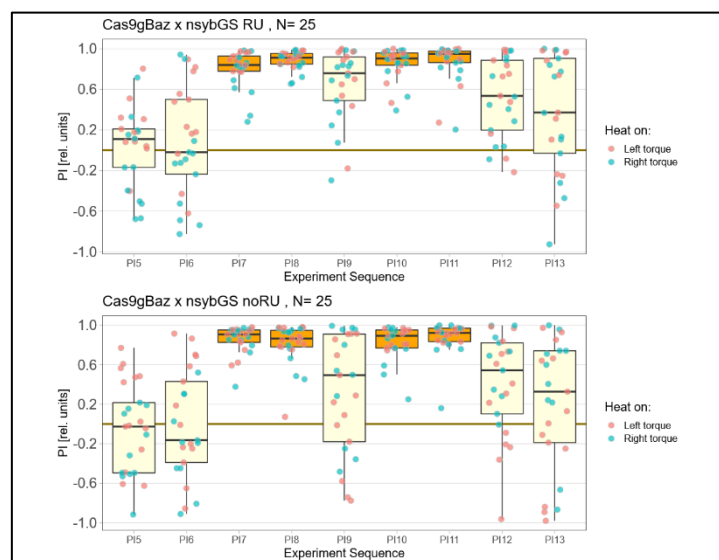 Cas9gBaz x nsybGS RU , N= 25
PI [rel. units]
1.0
0.6
0.2
-0.2
-0.6
-1.0
PI5 PI6 PI7 PI8 PI9 PI10 PI11 PI12 PI13
Experiment Sequence
Heat on:
Left torque
Right torque
Cas9gBaz x nsybGS noRU , N= 25
PI [rel. units]
1.0
0.6
0.2
-0.2
-0.6
-1.0
PI5 PI6 PI7 PI8 PI9 PI10 PI11 PI12 PI13
Experiment Sequence
Heat on:
Left torque
Right torque